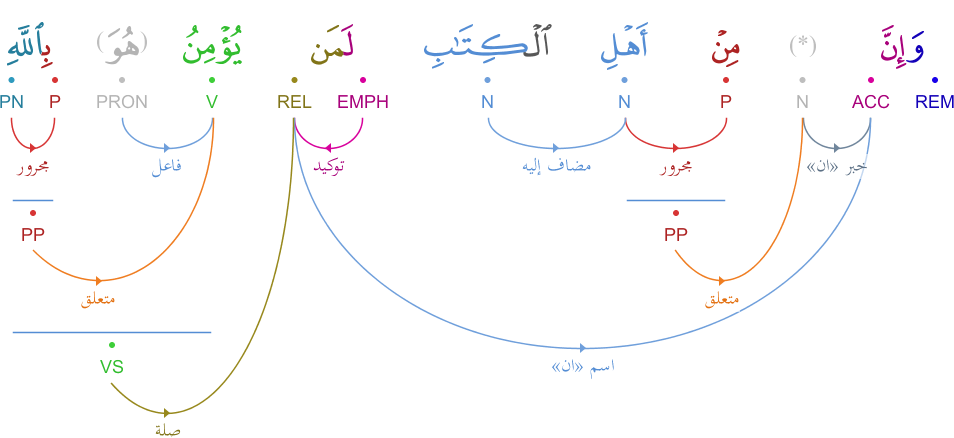 وَإِنَّ (*) مِنْ أَهْلِ ٱلْكِتَٰبِ لَمَن يُؤْمِنُ (هُوَ) بِٱللَّهِ
REM ACC N P N N EMPH REL V PRON P PN
خبر «ان» مجرور مضاف إليه توكيد فاعل مجرور
PP PP
متعلق متعلق
VS اسم «ان»
صلة